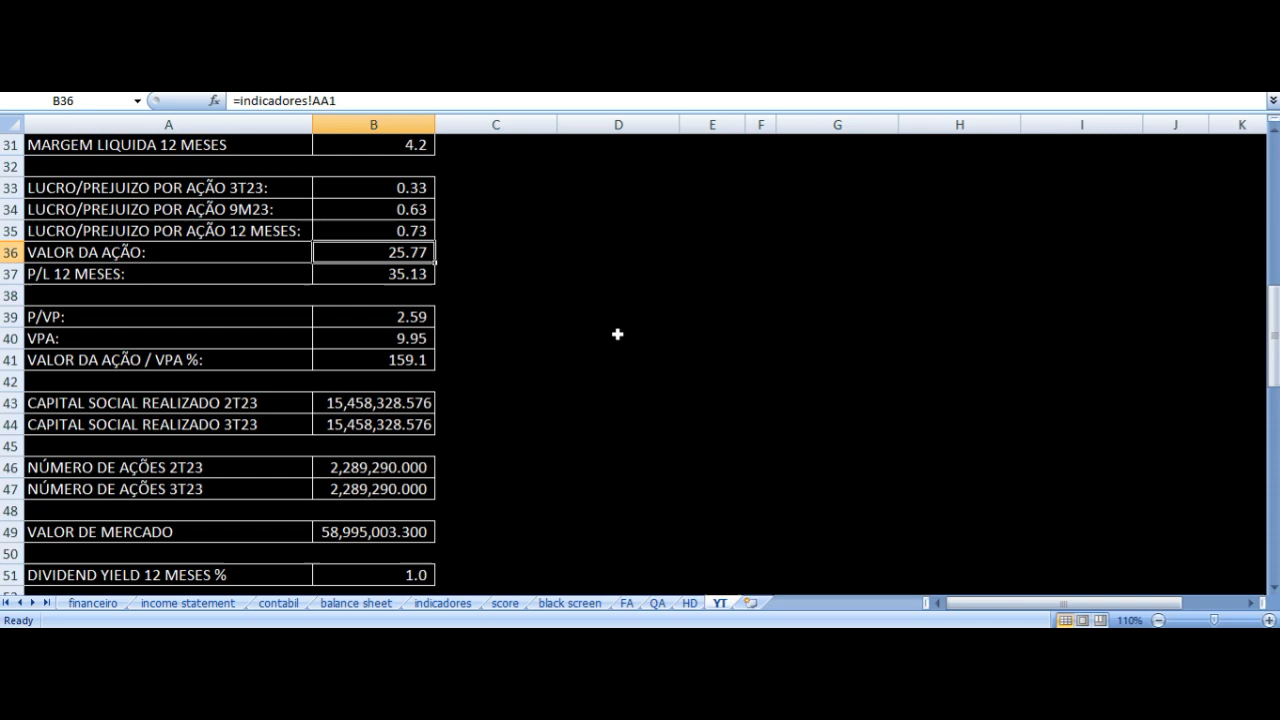 B36 fx =indicadores!AA1
A B C D E F G H I J K
31 MARGEM LIQUIDA 12 MESES 4.2
32
33 LUCRO/PREJUIZO POR AÇÃO 3T23: 0.33
34 LUCRO/PREJUIZO POR AÇÃO 9M23: 0.63
35 LUCRO/PREJUIZO POR AÇÃO 12 MESES: 0.73
36 VALOR DA AÇÃO: 25.77
37 P/L 12 MESES: 35.13
38
39 P/VP: 2.59
40 VPA: 9.95
41 VALOR DA AÇÃO / VPA %: 159.1
42
43 CAPITAL SOCIAL REALIZADO 2T23 15,458,328.576
44 CAPITAL SOCIAL REALIZADO 3T23 15,458,328.576
45
46 NÚMERO DE AÇÕES 2T23 2,289,290.000
47 NÚMERO DE AÇÕES 3T23 2,289,290.000
48
49 VALOR DE MERCADO 58,995,003.300
50
51 DIVIDEND YIELD 12 MESES % 1.0
financeiro income statement contabil balance sheet indicadores score black screen FA QA HD YT
Ready 110%